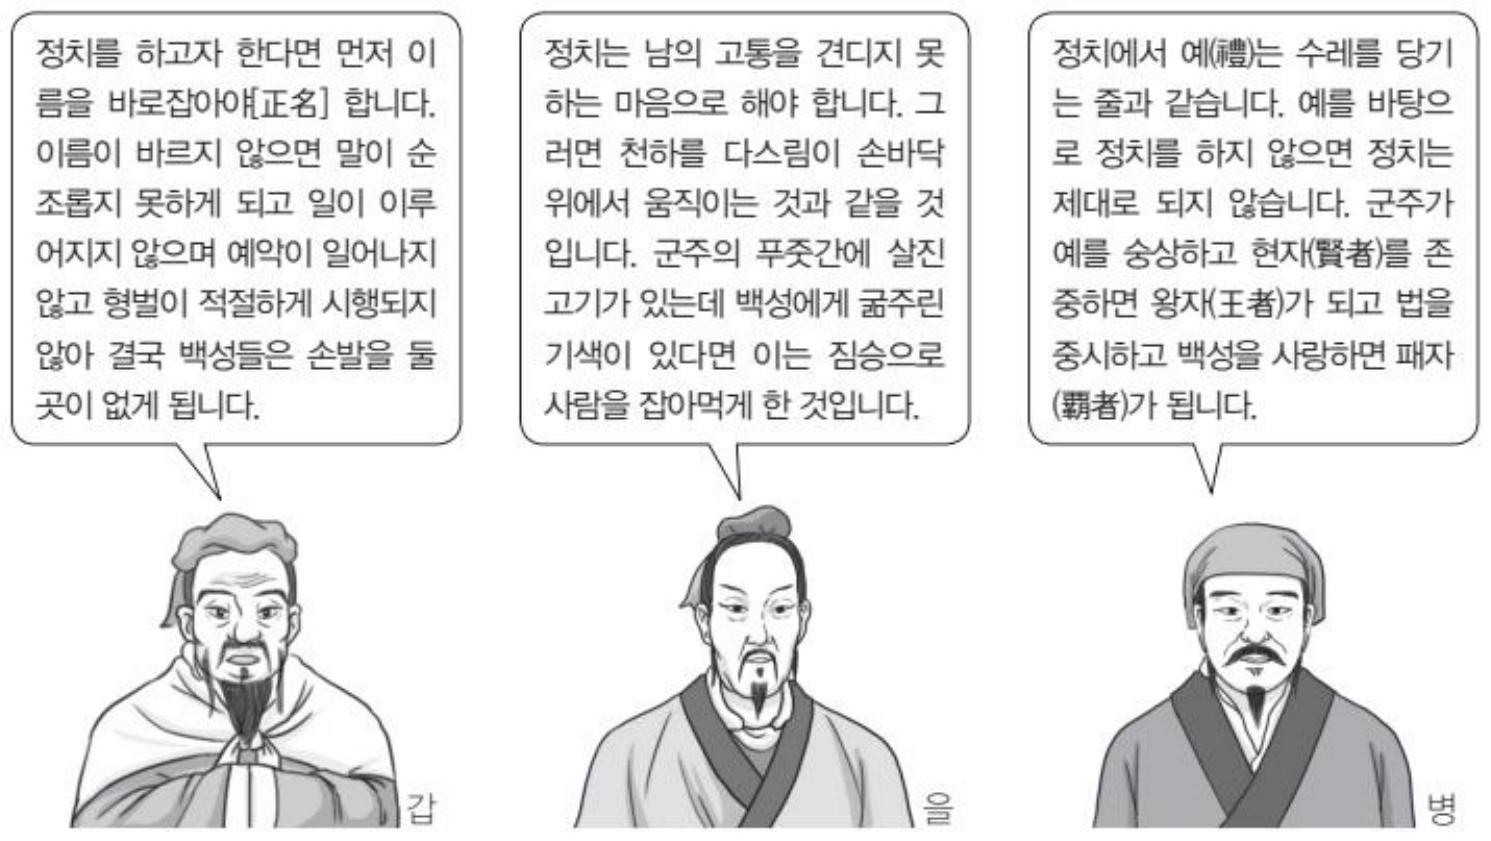 정치를 하고자 한다면 먼저 이
름을 바로잡아야[正名] 합니다.
이름이 바르지 않으면 말이 순
조롭지 못하게 되고 일이 이루
어지지 않으며 예악이 일어나지
않고 형벌이 적절하게 시행되지
않아 결국 백성들은 손발을 둘
곳이 없게 됩니다.
갑
정치는 남의 고통을 견디지 못
하는 마음으로 해야 합니다. 그
러면 천하를 다스림이 손바닥
위에서 움직이는 것과 같을 것
입니다. 군주의 푸줏간에 살진
고기가 있는데 백성에게 굶주린
기색이 있다면 이는 짐승으로
사람을 잡아먹게 한 것입니다.
을
정치에서 예(禮)는 수레를 당기
는 줄과 같습니다. 예를 바탕으
로 정치를 하지 않으면 정치는
제대로 되지 않습니다. 군주가
예를 숭상하고 현자(賢者)를 존
중하면 왕자(王者)가 되고 법을
중시하고 백성을 사랑하면 패자
(覇者)가 됩니다.
병